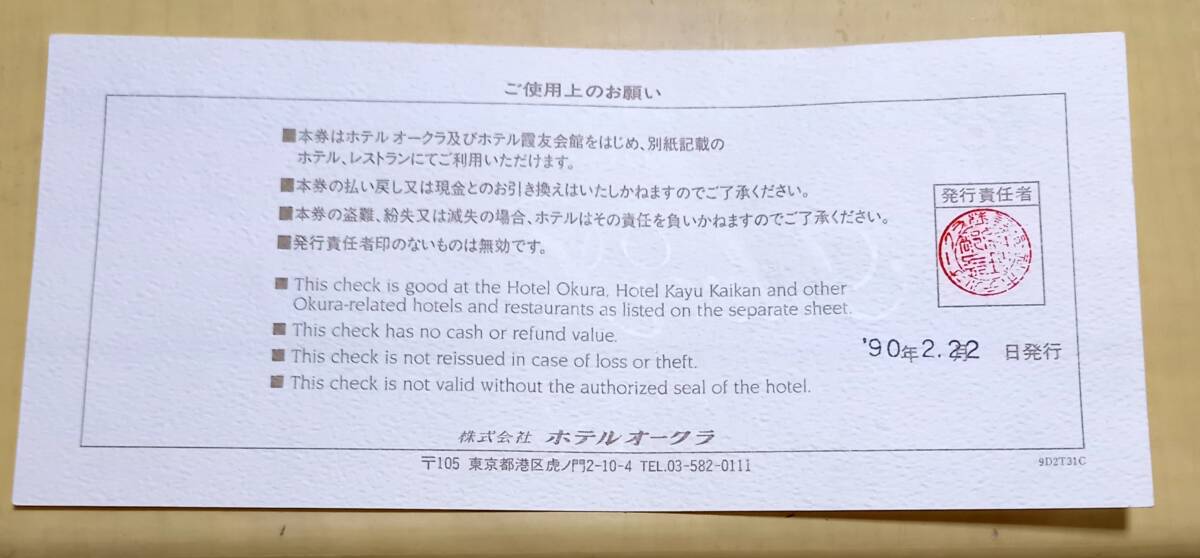 ご使用上のお願い
■本券はホテル オークラ及びホテル霞友会館をはじめ、別紙記載の
ホテル、レストランにてご利用いただけます。
■本券の払い戻し又は現金とのお引き換えはいたしかねますのでご了承ください。
■本券の盗難、紛失又は滅失の場合、ホテルはその責任を負いかねますのでご了承ください。
■発行責任者印のないものは無効です。
■ This check is good at the Hotel Okura, Hotel Kayu Kaikan and other
Okura-related hotels and restaurants as listed on the separate sheet.
■ This check has no cash or refund value.
■ This check is not reissued in case of loss or theft.
■ This check is not valid without the authorized seal of the hotel.
発行責任者
'90年2.22月 日発行
株式会社 ホテルオークラ
〒105 東京都港区虎ノ門2-10-4 TEL.03-582-0111
9D2T31C